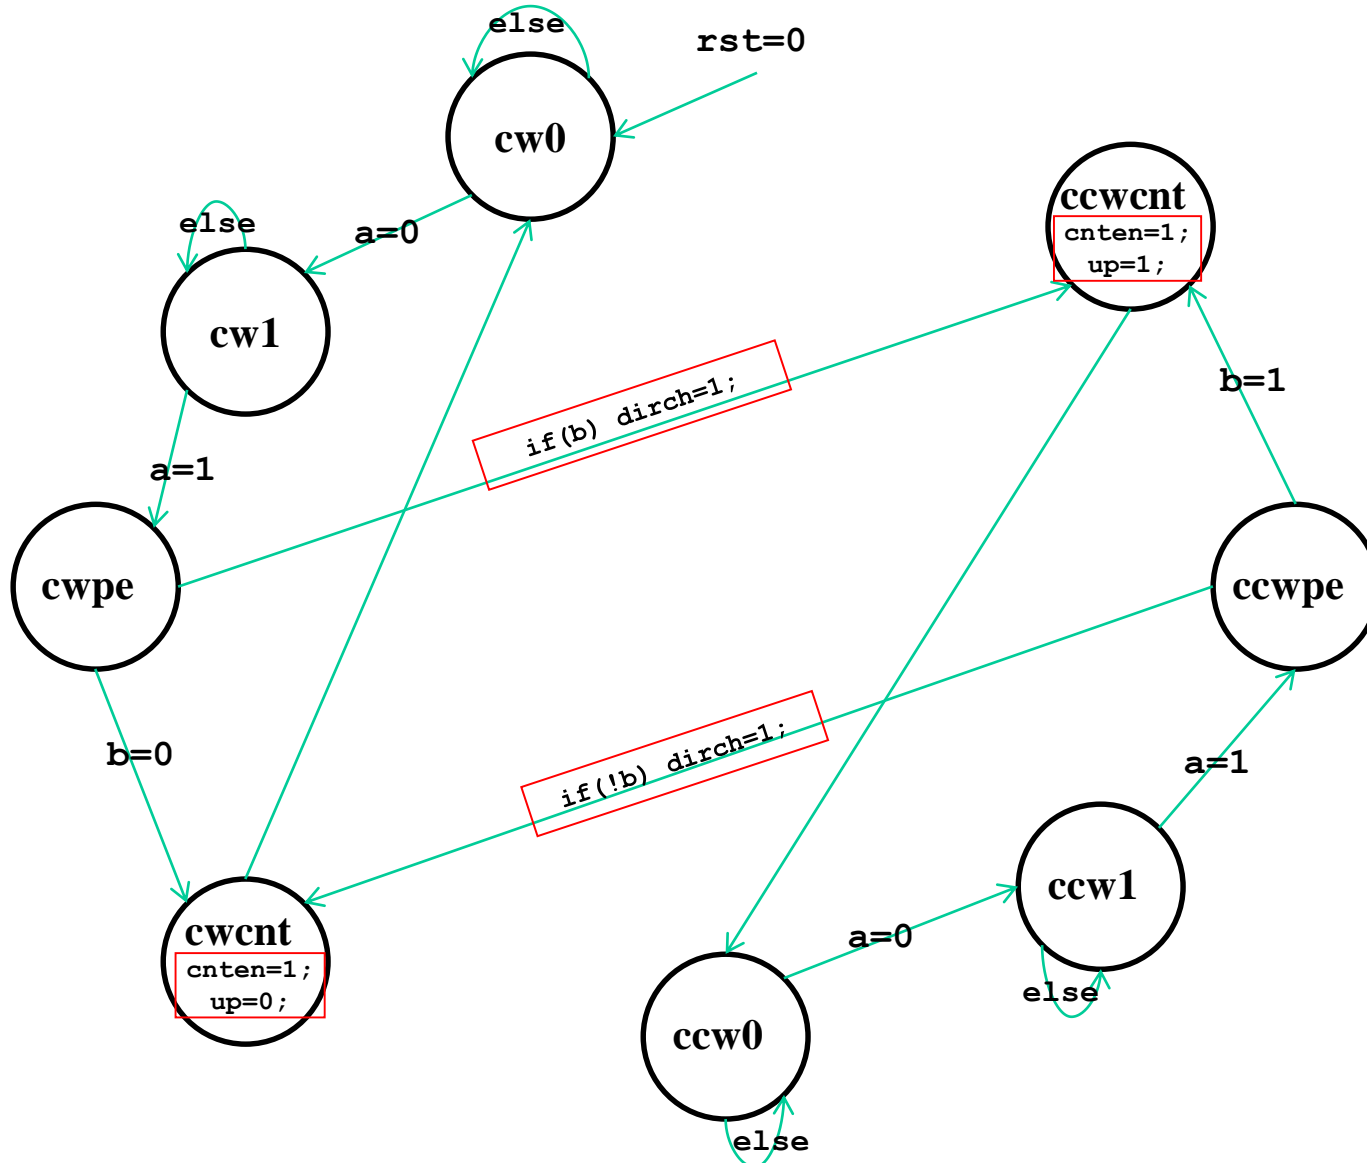 else
rst=0
cw0
ccwcnt
cnten=1;
up=1;
else
a=0
cw1
b=1
if(b) dirch=1;
a=1
cwpe
ccwpe
if(!b) dirch=1;
b=0
a=1
ccw1
cwcnt
cnten=1;
up=0;
a=0
else
ccw0
else